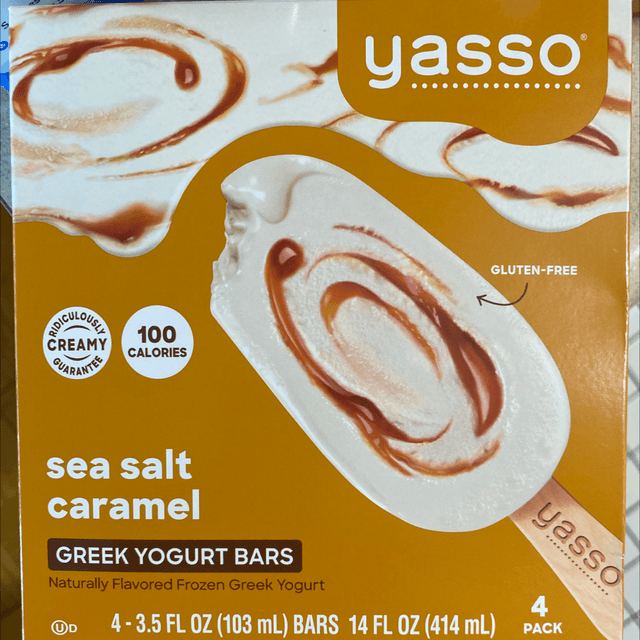 yasso®
GLUTEN-FREE
RIDICULOUSLY
CREAMY
GUARANTEE
100
CALORIES
sea salt
caramel
GREEK YOGURT BARS
Naturally Flavored Frozen Greek Yogurt
yasso
UD
4 - 3.5 FL OZ (103 mL) BARS 14 FL OZ (414 mL)
4
PACK